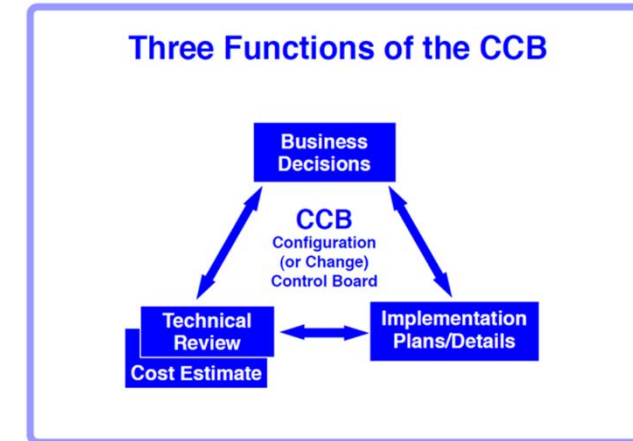 Three Functions of the CCB
Business
Decisions
CCB
Configuration
(or Change)
Control Board
Technical
Review
Cost Estimate
Implementation
Plans/Details